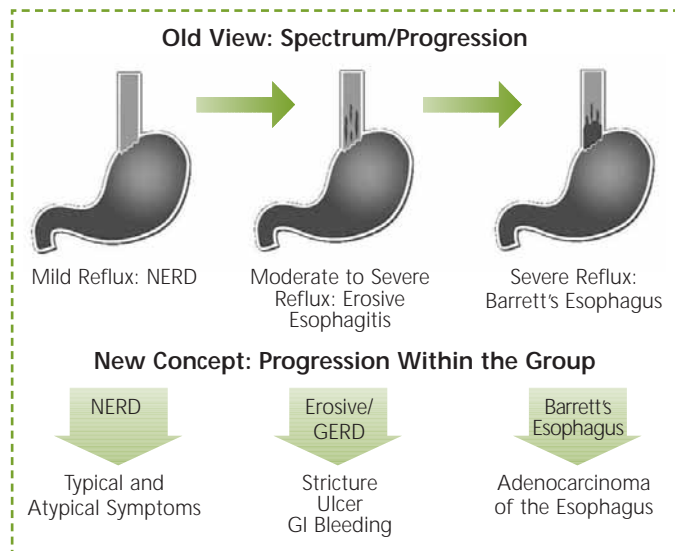 Old View: Spectrum/Progression
Mild Reflux: NERD
Moderate to Severe
Reflux: Erosive
Esophagitis
Severe Reflux:
Barrett's Esophagus
New Concept: Progression Within the Group
NERD
Typical and
Atypical Symptoms
Erosive/
GERD
Stricture
Ulcer
GI Bleeding
Barrett's
Esophagus
Adenocarcinoma
of the Esophagus